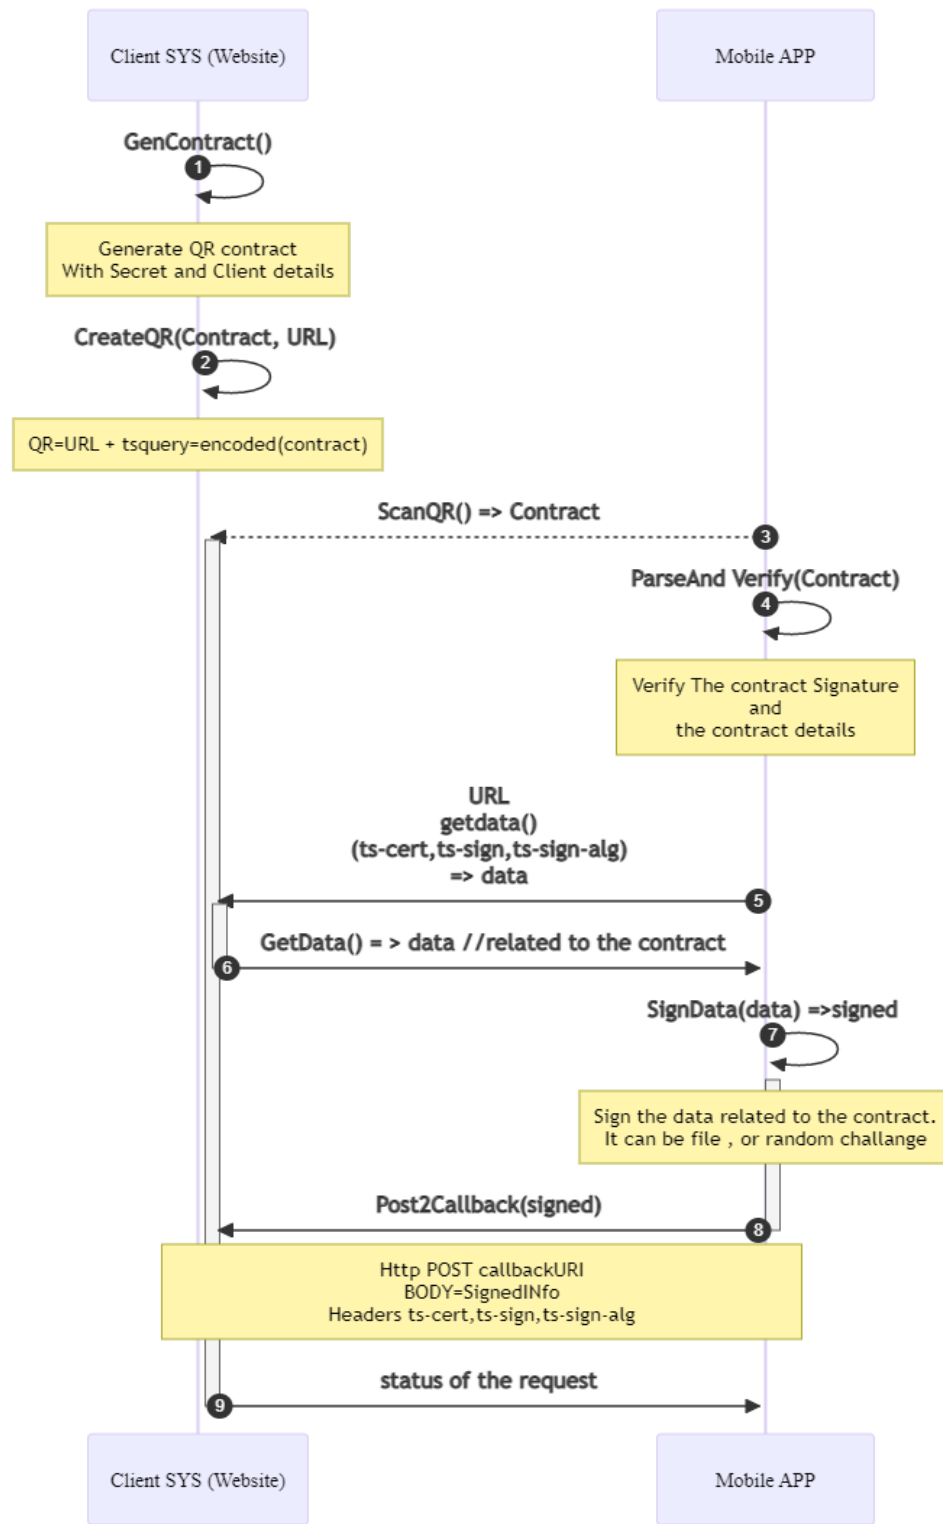 Client SYS (Website)
Mobile APP
GenContract()
1
Generate QR contract
With Secret and Client details
CreateQR(Contract, URL)
2
QR=URL + tsquery=encoded(contract)
ScanQR() => Contract
3
ParseAnd Verify(Contract)
4
Verify The contract Signature
and
the contract details
URL
getdata()
(ts-cert,ts-sign,ts-sign-alg)
=> data
5
GetData() = > data //related to the contract
6
SignData(data) =>signed
7
Sign the data related to the contract.
It can be file , or random challange
Post2Callback(signed)
8
Http POST callbackURI
BODY=SignedINfo
Headers ts-cert,ts-sign,ts-sign-alg
status of the request
9
Client SYS (Website)
Mobile APP